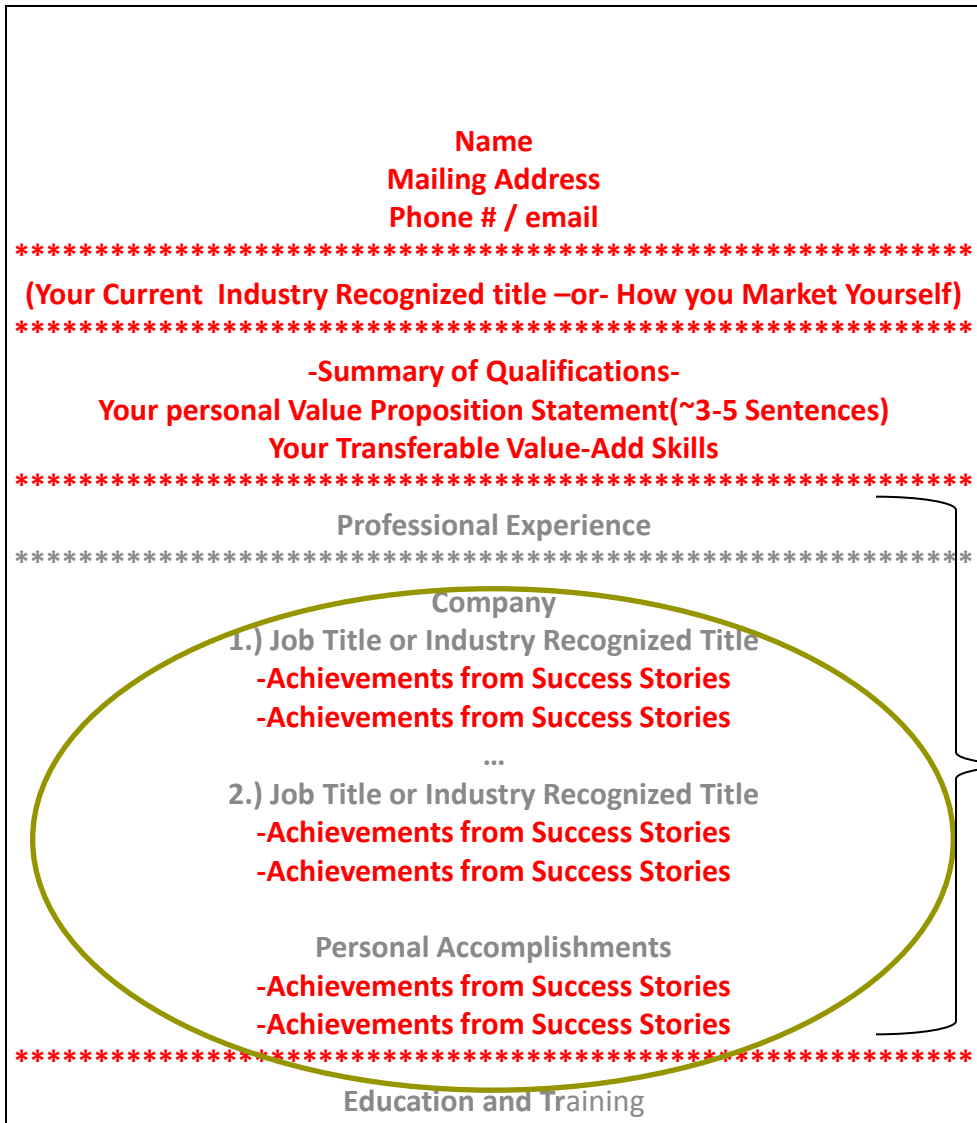 Name
Mailing Address
Phone # / email
************************************************************
(Your Current  Industry Recognized title –or- How you Market Yourself)
************************************************************
-Summary of Qualifications-
Your personal Value Proposition Statement(~3-5 Sentences)
Your Transferable Value-Add Skills
************************************************************
Professional Experience
************************************************************
Company
1.) Job Title or Industry Recognized Title
-Achievements from Success Stories
-Achievements from Success Stories
…
2.) Job Title or Industry Recognized Title
-Achievements from Success Stories
-Achievements from Success Stories
Personal Accomplishments
-Achievements from Success Stories
-Achievements from Success Stories
************************************************************
Education and Training